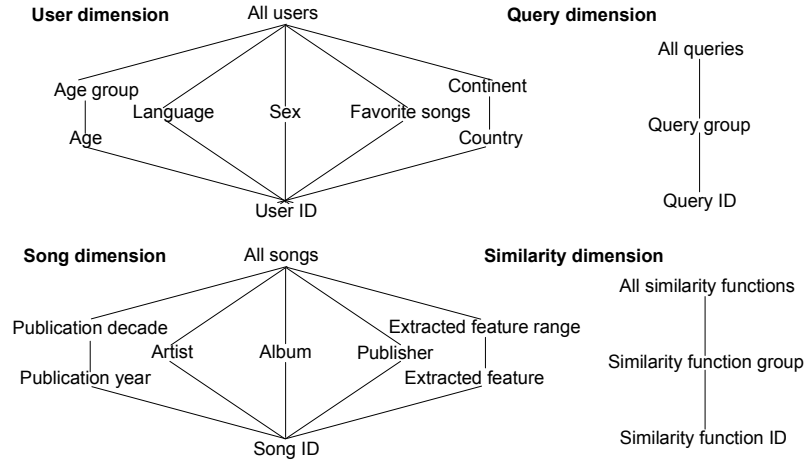 User dimension
All users
Query dimension
All queries
Age group
Continent
Language
Sex
Favorite songs
Query group
Age
Country
User ID
Query ID
Song dimension
All songs
Similarity dimension
All similarity functions
Publication decade
Extracted feature range
Artist
Album
Publisher
Similarity function group
Publication year
Extracted feature
Song ID
Similarity function ID